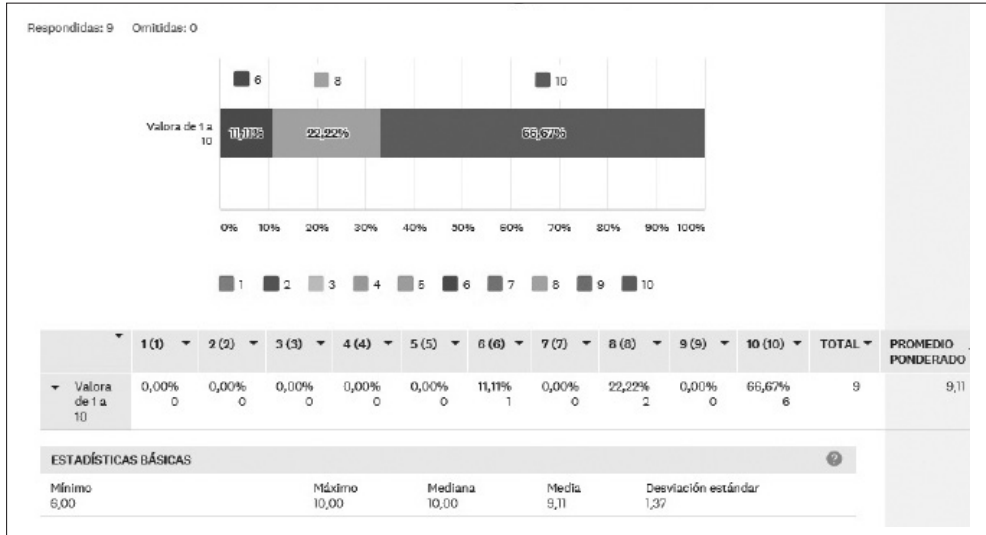 Respondidas: 9 Omitidas: 0
6 8 10
Valora de 1 a
10
11,11% 22,22% 66,67%
0% 10% 20% 30% 40% 50% 60% 70% 80% 90% 100%
1 2 3 4 5 6 7 8 9 10
1 (1) 2 (2) 3 (3) 4 (4) 5 (5) 6 (6) 7 (7) 8 (8) 9 (9) 10 (10) TOTAL PROMEDIO
PONDERADO
Valora 0,00% 0,00% 0,00% 0,00% 0,00% 11,11% 0,00% 22,22% 0,00% 66,67% 9 9,11
de 1 a 0 0 0 0 0 1 0 2 0 6
10
ESTADÍSTICAS BÁSICAS ?
Mínimo Máximo Mediana Media Desviación estándar
6,00 10,00 10,00 9,11 1,37